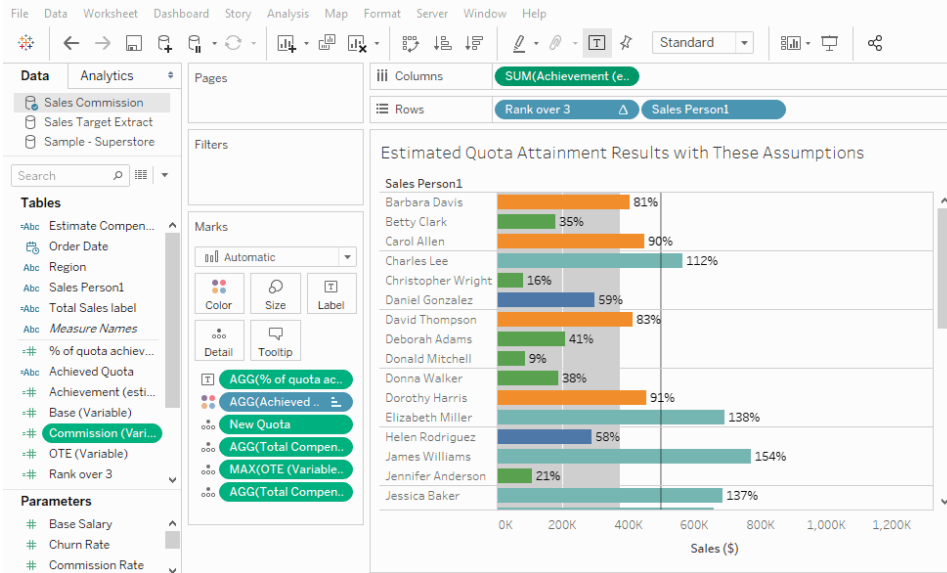 File Data Worksheet Dashboard Story Analysis Map Format Server Window Help
Standard
Data Analytics
Sales Commission
Sales Target Extract
Sample - Superstore
Search
Tables
Abc Estimate Compen...
Order Date
Abc Region
Abc Sales Person1
Abc Total Sales label
Abc Measure Names
# % of quota achiev...
Abc Achieved Quota
# Achievement (esti...
# Base (Variable)
# Commission (Vari...
# OTE (Variable)
# Rank over 3
Parameters
# Base Salary
# Churn Rate
# Commission Rate
Pages
Filters
Marks
Automatic
Color Size Label
Detail Tooltip
AGG(% of quota ac..
AGG(Achieved ..
New Quota
AGG(Total Compen..
MAX(OTE (Variable..
AGG(Total Compen..
Columns SUM(Achievement (e..
Rows Rank over 3 Sales Person1
Estimated Quota Attainment Results with These Assumptions
Sales Person1
Barbara Davis 81%
Betty Clark 35%
Carol Allen 90%
Charles Lee 112%
Christopher Wright 16%
Daniel Gonzalez 59%
David Thompson 83%
Deborah Adams 41%
Donald Mitchell 9%
Donna Walker 38%
Dorothy Harris 91%
Elizabeth Miller 138%
Helen Rodriguez 58%
James Williams 154%
Jennifer Anderson 21%
Jessica Baker 137%
0K 200K 400K 600K 800K 1,000K 1,200K
Sales ($)